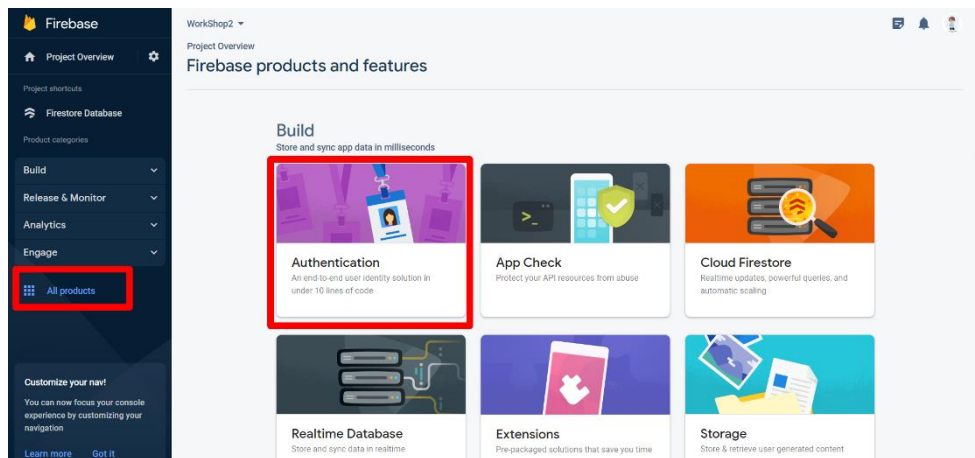 Firebase
Project Overview
Project shortcuts
Firestore Database
Product categories
Build
Release & Monitor
Analytics
Engage
All products
Customize your nav!
You can now focus your console
experience by customizing your
navigation
Learn more Got it
WorkShop2
Project Overview
Firebase products and features
Build
Store and sync app data in milliseconds
Authentication
An end-to-end user identity solution in
under 10 lines of code
>_
App Check
Protect your API resources from abuse
Cloud Firestore
Realtime updates, powerful queries, and
automatic scaling
Realtime Database
Store and sync data in realtime
Extensions
Pre-packaged solutions that save you time
Storage
Store & retrieve user generated content